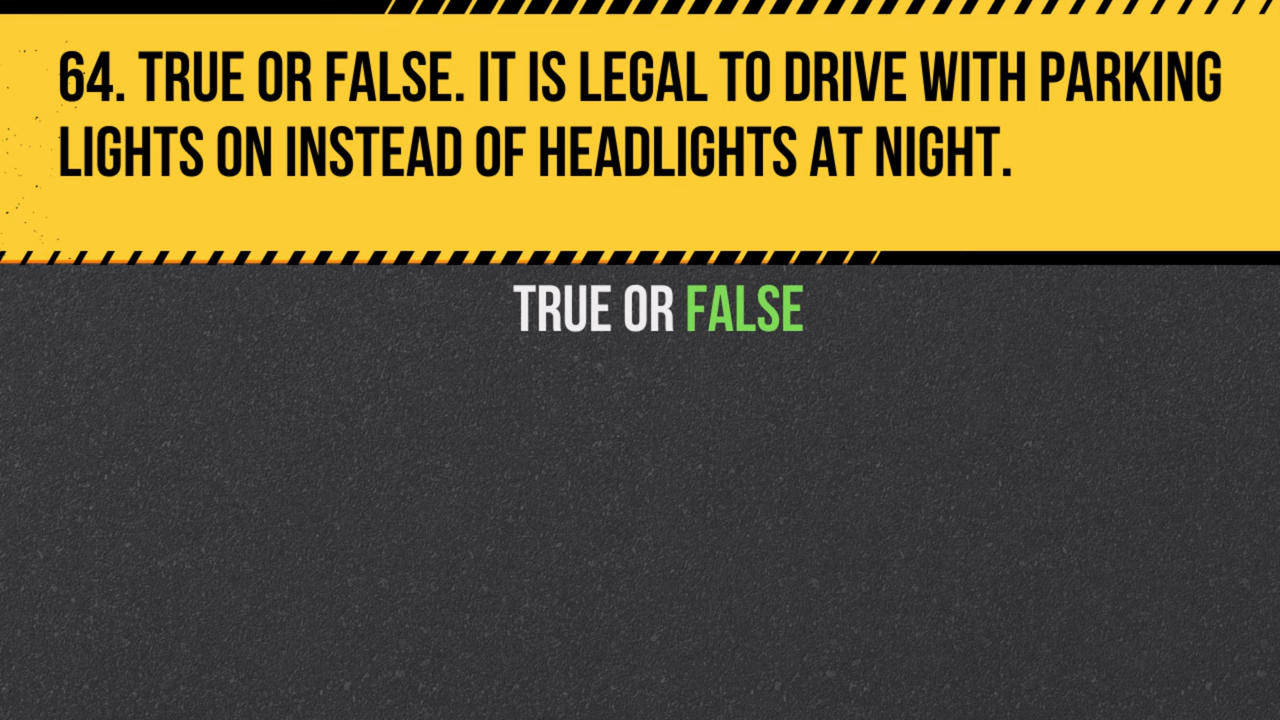 64. TRUE OR FALSE. IT IS LEGAL TO DRIVE WITH PARKING
LIGHTS ON INSTEAD OF HEADLIGHTS AT NIGHT.
TRUE OR FALSE